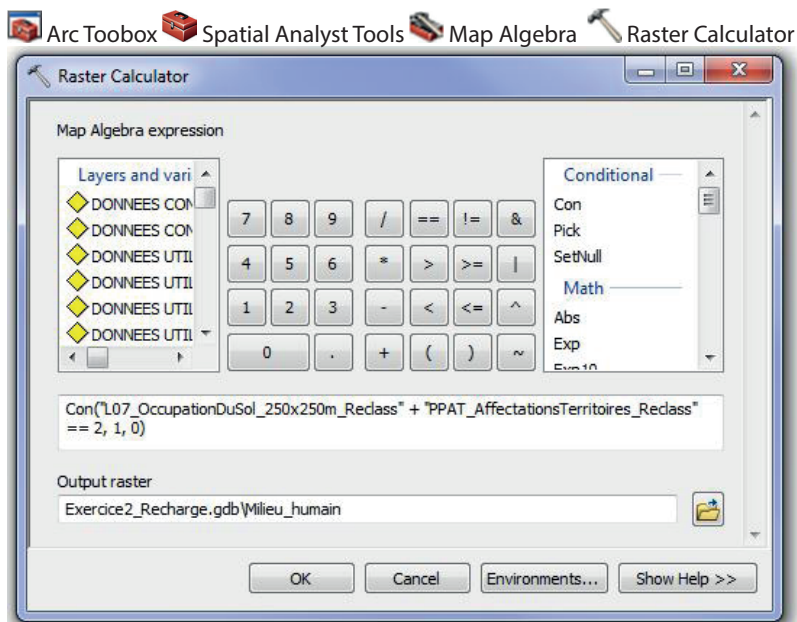 Arc Toobox Spatial Analyst Tools Map Algebra Raster Calculator
Raster Calculator
Map Algebra expression
Layers and vari
DONNEES CON
DONNEES CON
DONNEES UTIL
DONNEES UTIL
DONNEES UTIL
DONNEES UTIL
7 8 9 / == != &
4 5 6 * > >= |
1 2 3 - < <= ^
0 . + ( ) ~
Conditional
Con
Pick
SetNull
Math
Abs
Exp
Exp10
Con("L07_OccupationDuSol_250x250m_Reclass" + "PPAT_AffectationsTerritoires_Reclass"
== 2, 1, 0)
Output raster
Exercice2_Recharge.gdb\Milieu_humain
OK Cancel Environments... Show Help >>